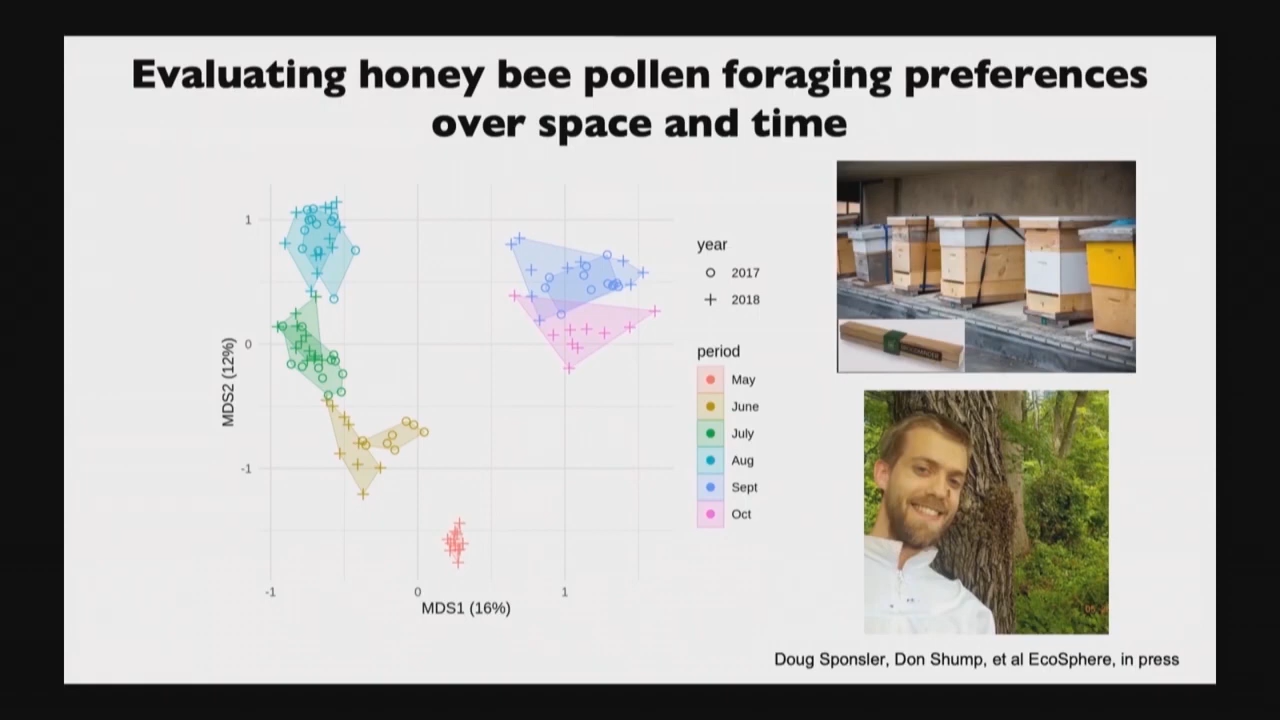 Evaluating honey bee pollen foraging preferences
over space and time
1
0
-1
MDS2 (12%)
-1
0
1
MDS1 (16%)
year
2017
2018
period
May
June
July
Aug
Sept
Oct
Doug Sponsler, Don Shump, et al EcoSphere, in press